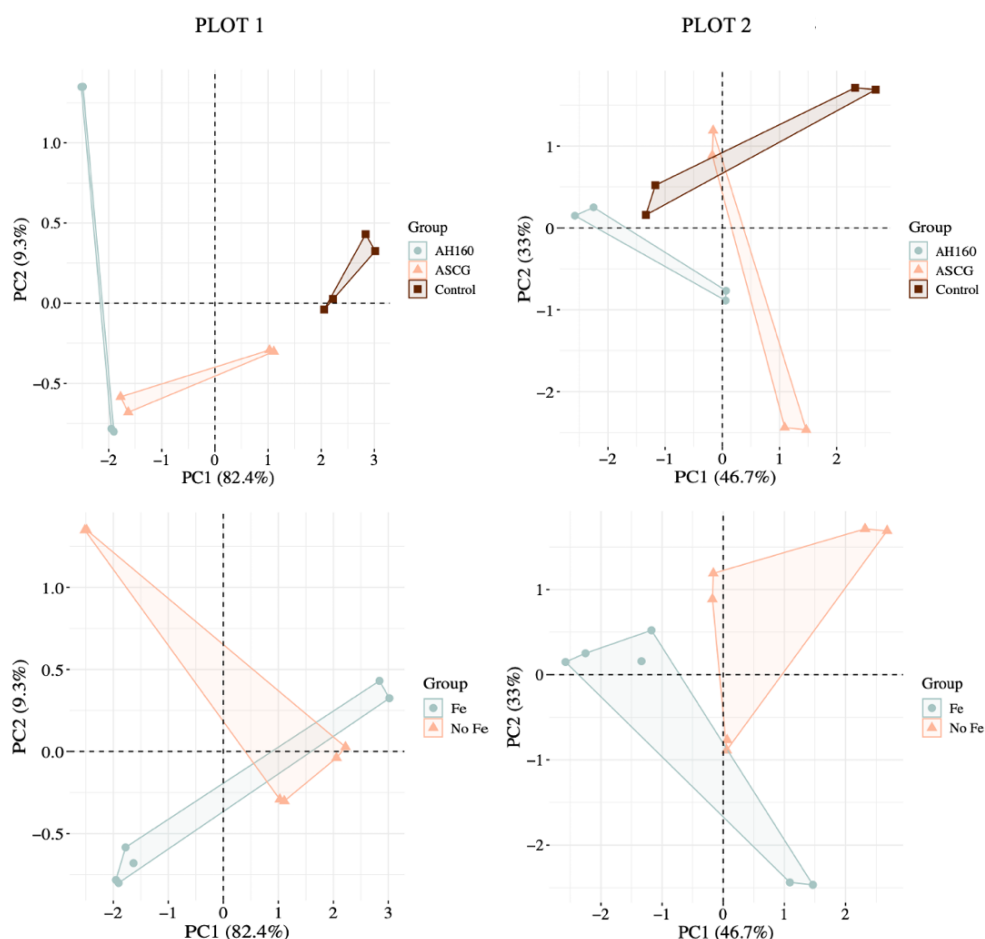 PLOT 1
PLOT 2
1.0
0.5
0.0
−0.5
PC2 (9.3%)
−2
−1
0
1
2
3
PC1 (82.4%)
Group
AH160
ASCG
Control
1
0
−1
−2
PC2 (33%)
−2
−1
0
1
2
PC1 (46.7%)
Group
AH160
ASCG
Control
1.0
0.5
0.0
−0.5
PC2 (9.3%)
−2
−1
0
1
2
3
PC1 (82.4%)
Group
Fe
No Fe
1
0
−1
−2
PC2 (33%)
−2
−1
0
1
2
PC1 (46.7%)
Group
Fe
No Fe